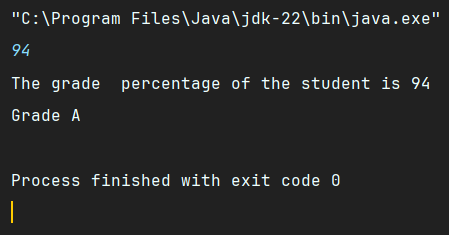 "C:\Program Files\Java\jdk-22\bin\java.exe"
94
The grade  percentage of the student is 94
Grade A
Process finished with exit code 0